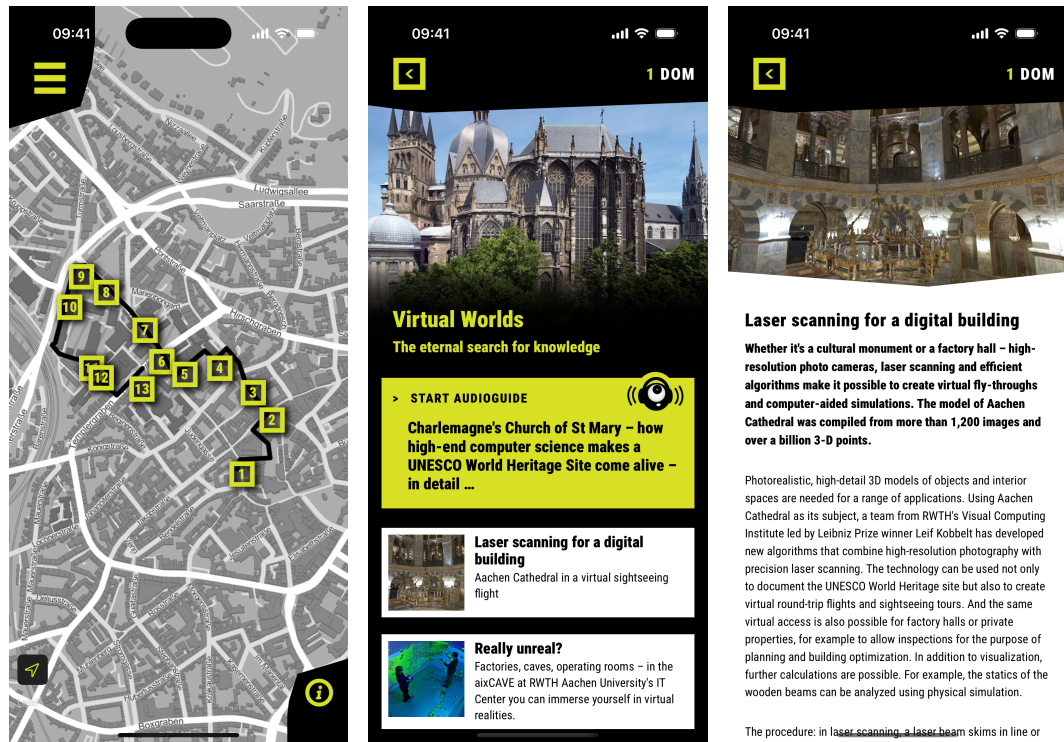 09:41
Nizzaallee
Kupferstraße
Lousbergstraße
Ludwigsallee
Saarstraße
Veltmanplatz
Bergstraße
Hirschgraben
9
8
10
7
6
4
5
12
13
3
2
1
Templergraben
Königstraße
Mauerstraße
Boxgraben
09:41
1 DOM
Virtual Worlds
The eternal search for knowledge
> START AUDIOGUIDE
Charlemagne's Church of St Mary – how
high-end computer science makes a
UNESCO World Heritage Site come alive –
in detail ...
Laser scanning for a digital
building
Aachen Cathedral in a virtual sightseeing
flight
Really unreal?
Factories, caves, operating rooms – in the
aixCAVE at RWTH Aachen University's IT
Center you can immerse yourself in virtual
realities.
09:41
1 DOM
Laser scanning for a digital building
Whether it's a cultural monument or a factory hall – high-
resolution photo cameras, laser scanning and efficient
algorithms make it possible to create virtual fly-throughs
and computer-aided simulations. The model of Aachen
Cathedral was compiled from more than 1,200 images and
over a billion 3-D points.
Photorealistic, high-detail 3D models of objects and interior
spaces are needed for a range of applications. Using Aachen
Cathedral as its subject, a team from RWTH's Visual Computing
Institute led by Leibniz Prize winner Leif Kobbelt has developed
new algorithms that combine high-resolution photography with
precision laser scanning. The technology can be used not only
to document the UNESCO World Heritage site but also to create
virtual round-trip flights and sightseeing tours. And the same
virtual access is also possible for factory halls or private
properties, for example to allow inspections for the purpose of
planning and building optimization. In addition to visualization,
further calculations are possible. For example, the statics of the
wooden beams can be analyzed using physical simulation.
The procedure: in laser scanning, a laser beam skims in line or